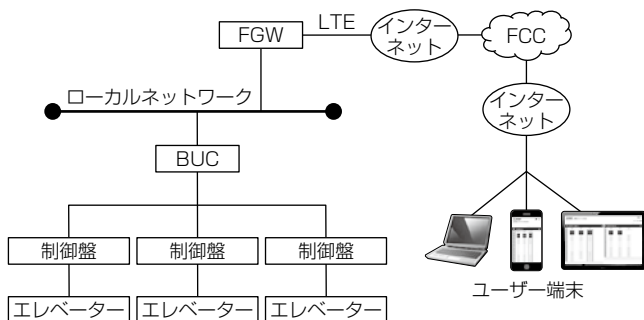 FGW
LTE
インター
ネット
FCC
ローカルネットワーク
インター
ネット
BUC
制御盤
制御盤
制御盤
エレベーター
エレベーター
エレベーター
ユーザー端末